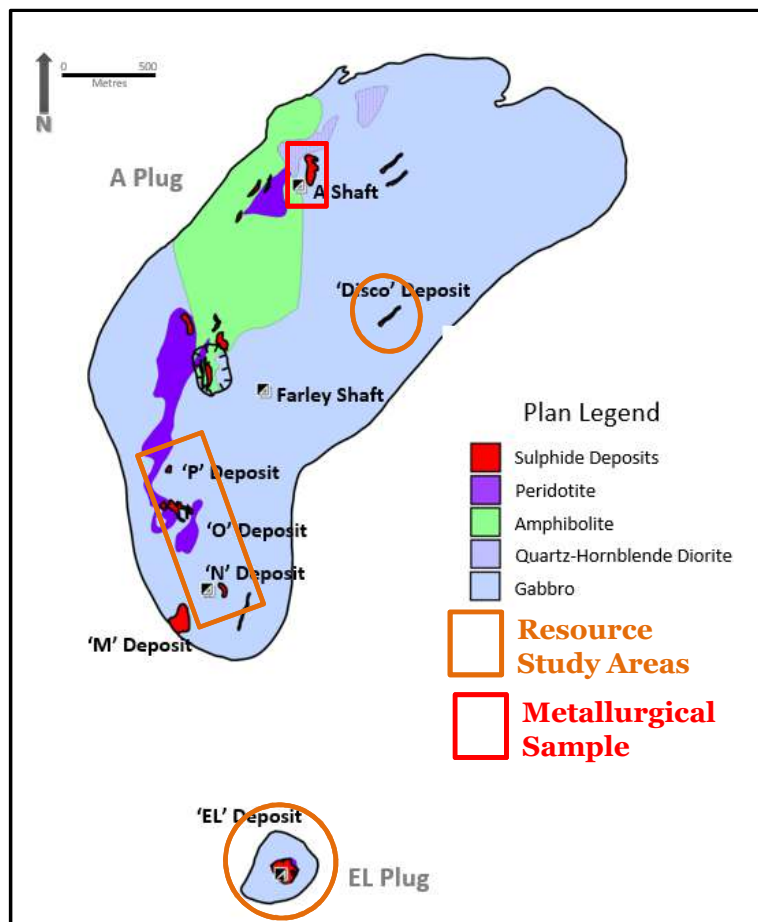 0 500
Metres
N
A Plug
A Shaft
‘Disco’ Deposit
Farley Shaft
‘P’ Deposit
‘O’ Deposit
‘N’ Deposit
‘M’ Deposit
Plan Legend
Sulphide Deposits
Peridotite
Amphibolite
Quartz-Hornblende Diorite
Gabbro
Resource
Study Areas
Metallurgical
Sample
‘EL’ Deposit
EL Plug